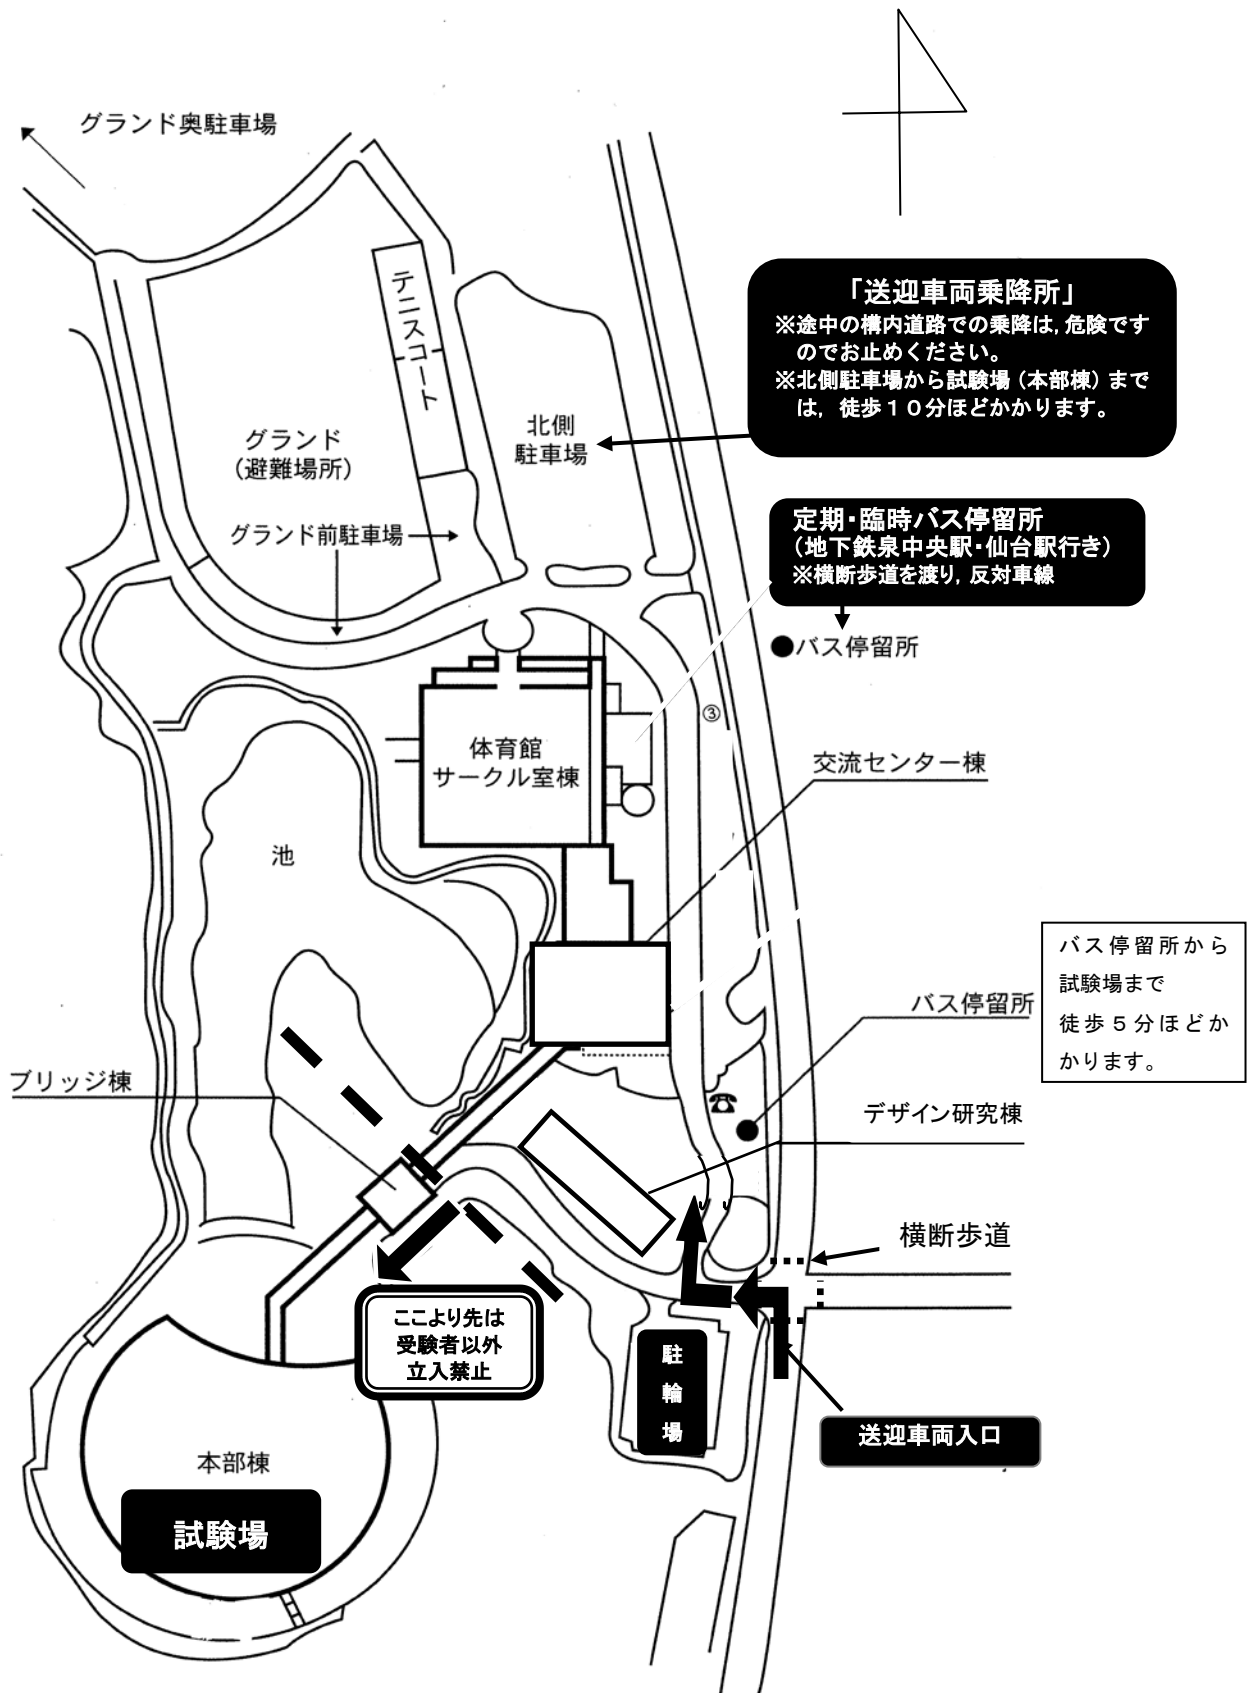 グランド奥駐車場
「送迎車両乗降所」
※途中の構内道路での乗降は，危険です
のでお止めください。
※北側駐車場から試験場（本部棟）まで
は，徒歩１０分ほどかかります。
テニスコート
北側
駐車場
グランド
（避難場所）
グランド前駐車場
定期・臨時バス停留所
（地下鉄泉中央駅・仙台駅行き）
※横断歩道を渡り，反対車線
●バス停留所
③
体育館
サークル室棟
交流センター棟
池
バス停留所から
試験場まで
徒歩５分ほどか
かります。
バス停留所
ブリッジ棟
デザイン研究棟
横断歩道
ここより先は
受験者以外
立入禁止
駐
輪
場
送迎車両入口
本部棟
試験場